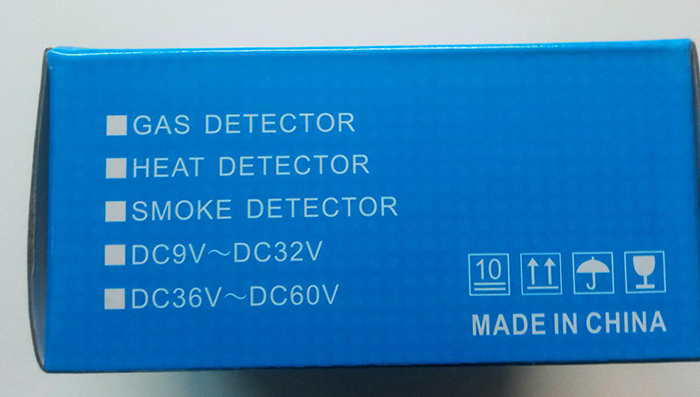 GAS DETECTOR
HEAT DETECTOR
SMOKE DETECTOR
DC9V～DC32V
DC36V～DC60V
10
MADE IN CHINA